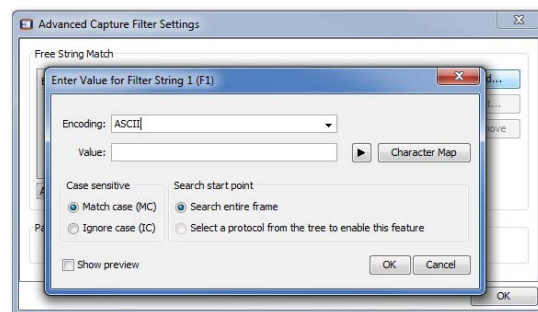 Advanced Capture Filter Settings
Free String Match
Enter Value for Filter String 1 (F1)
Encoding: ASCII
Value:
Character Map
Case sensitive
Search start point
Match case (MC)
Search entire frame
Ignore case (IC)
Select a protocol from the tree to enable this feature
Show preview
OK
Cancel
OK